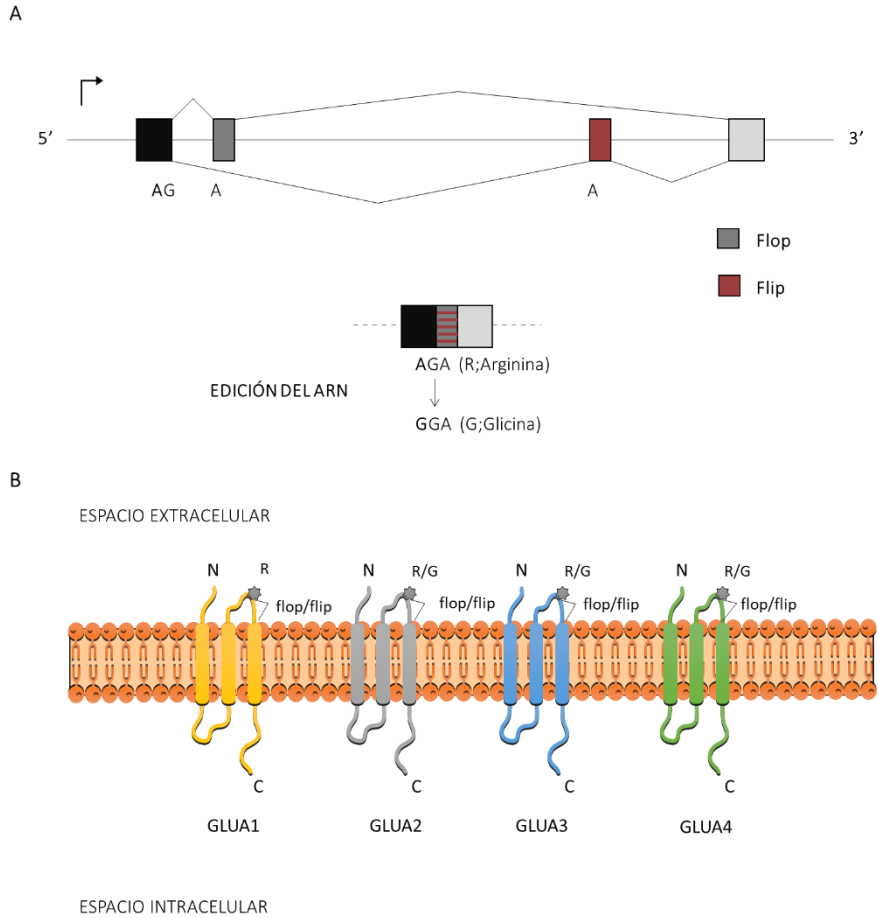 A
5’
3’
AG
A
A
Flop
Flip
AGA (R;Arginina)
EDICIÓN DEL ARN
GGA (G;Glicina)
B
ESPACIO EXTRACELULAR
N
R
flop/flip
N
R/G
flop/flip
N
R/G
flop/flip
N
R/G
flop/flip
C
C
C
C
GLUA1
GLUA2
GLUA3
GLUA4
ESPACIO INTRACELULAR